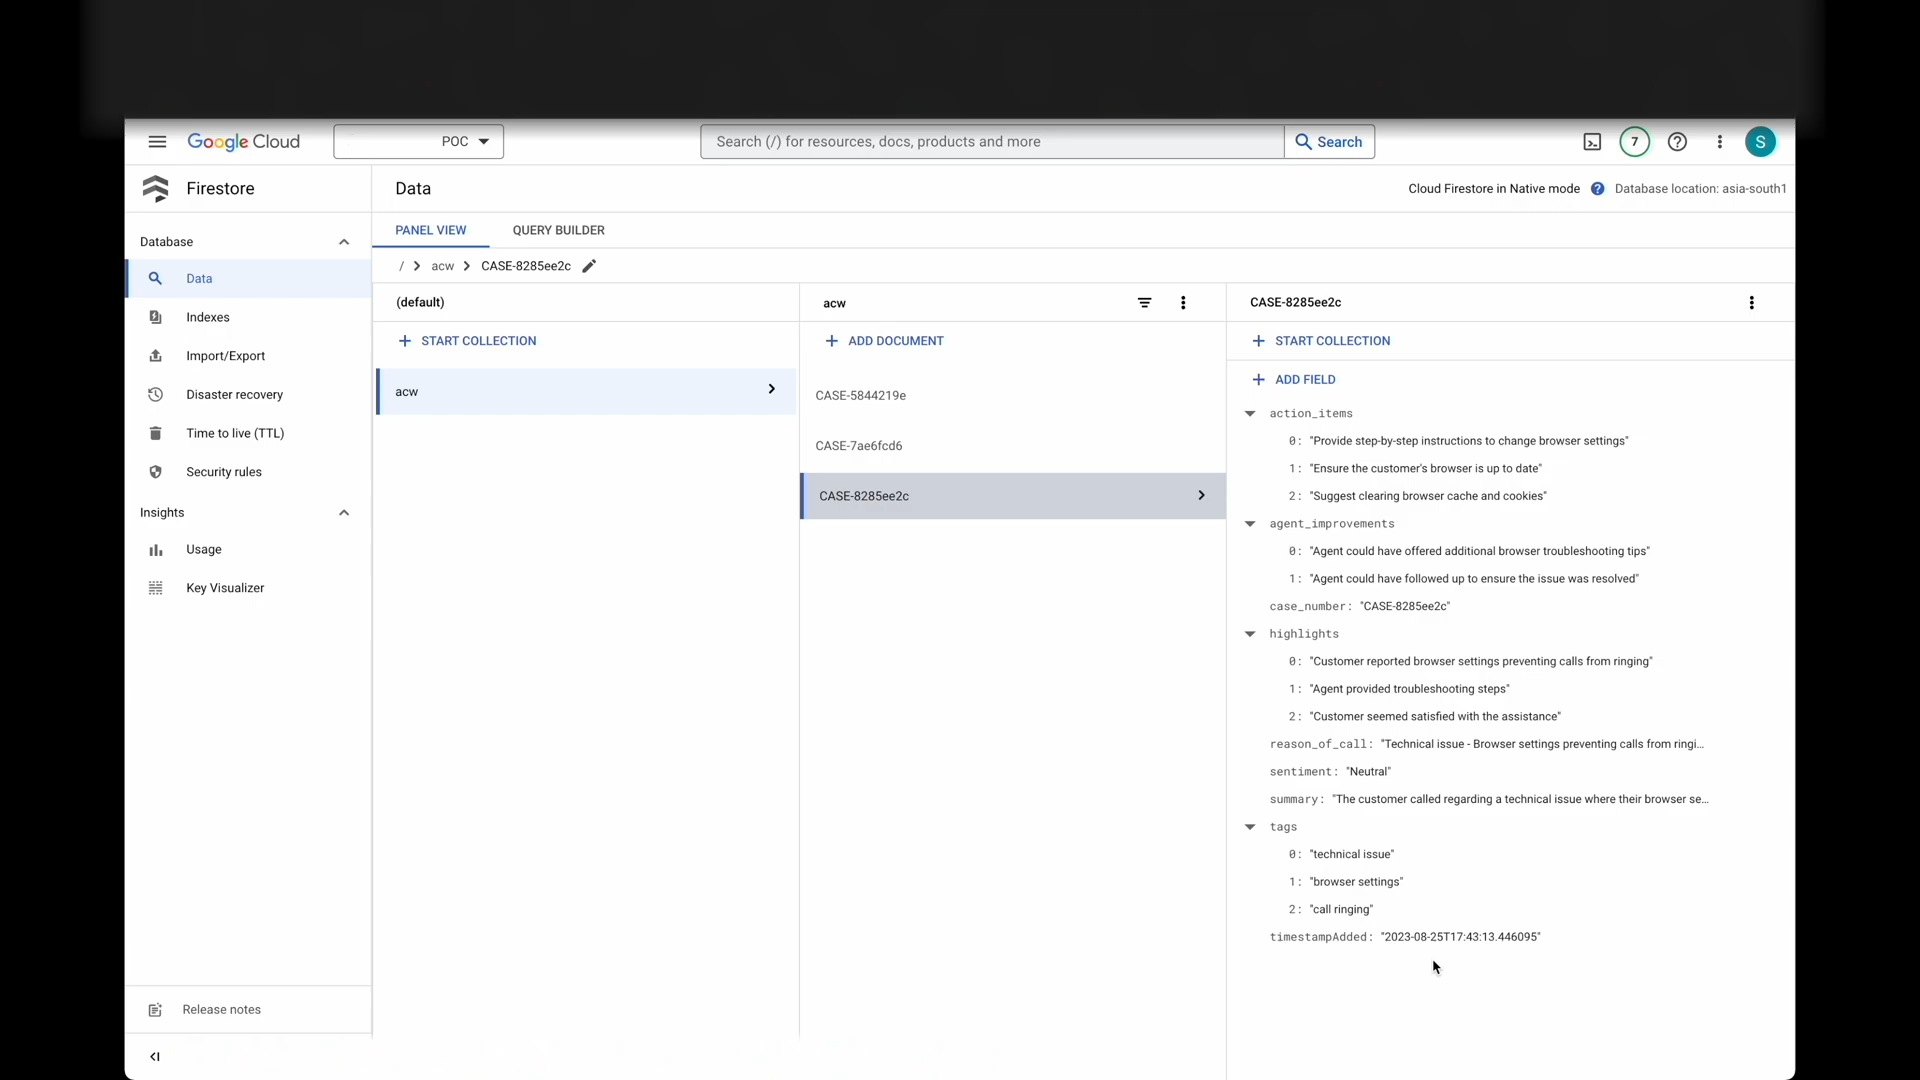 Google Cloud
POC
Search (/) for resources, docs, products and more
Search
7
S
Firestore
Data
Cloud Firestore in Native mode
Database location: asia-south1
Database
Data
Indexes
Import/Export
Disaster recovery
Time to live (TTL)
Security rules
Insights
Usage
Key Visualizer
Release notes
PANEL VIEW
QUERY BUILDER
/ > acw > CASE-8285ee2c
(default)
+ START COLLECTION
acw
acw
+ ADD DOCUMENT
CASE-5844219e
CASE-7ae6fcd6
CASE-8285ee2c
CASE-8285ee2c
+ START COLLECTION
+ ADD FIELD
action_items
0: "Provide step-by-step instructions to change browser settings"
1: "Ensure the customer's browser is up to date"
2: "Suggest clearing browser cache and cookies"
agent_improvements
0: "Agent could have offered additional browser troubleshooting tips"
1: "Agent could have followed up to ensure the issue was resolved"
case_number: "CASE-8285ee2c"
highlights
0: "Customer reported browser settings preventing calls from ringing"
1: "Agent provided troubleshooting steps"
2: "Customer seemed satisfied with the assistance"
reason_of_call: "Technical issue - Browser settings preventing calls from ringi...
sentiment: "Neutral"
summary: "The customer called regarding a technical issue where their browser se...
tags
0: "technical issue"
1: "browser settings"
2: "call ringing"
timestampAdded: "2023-08-25T17:43:13.446095"